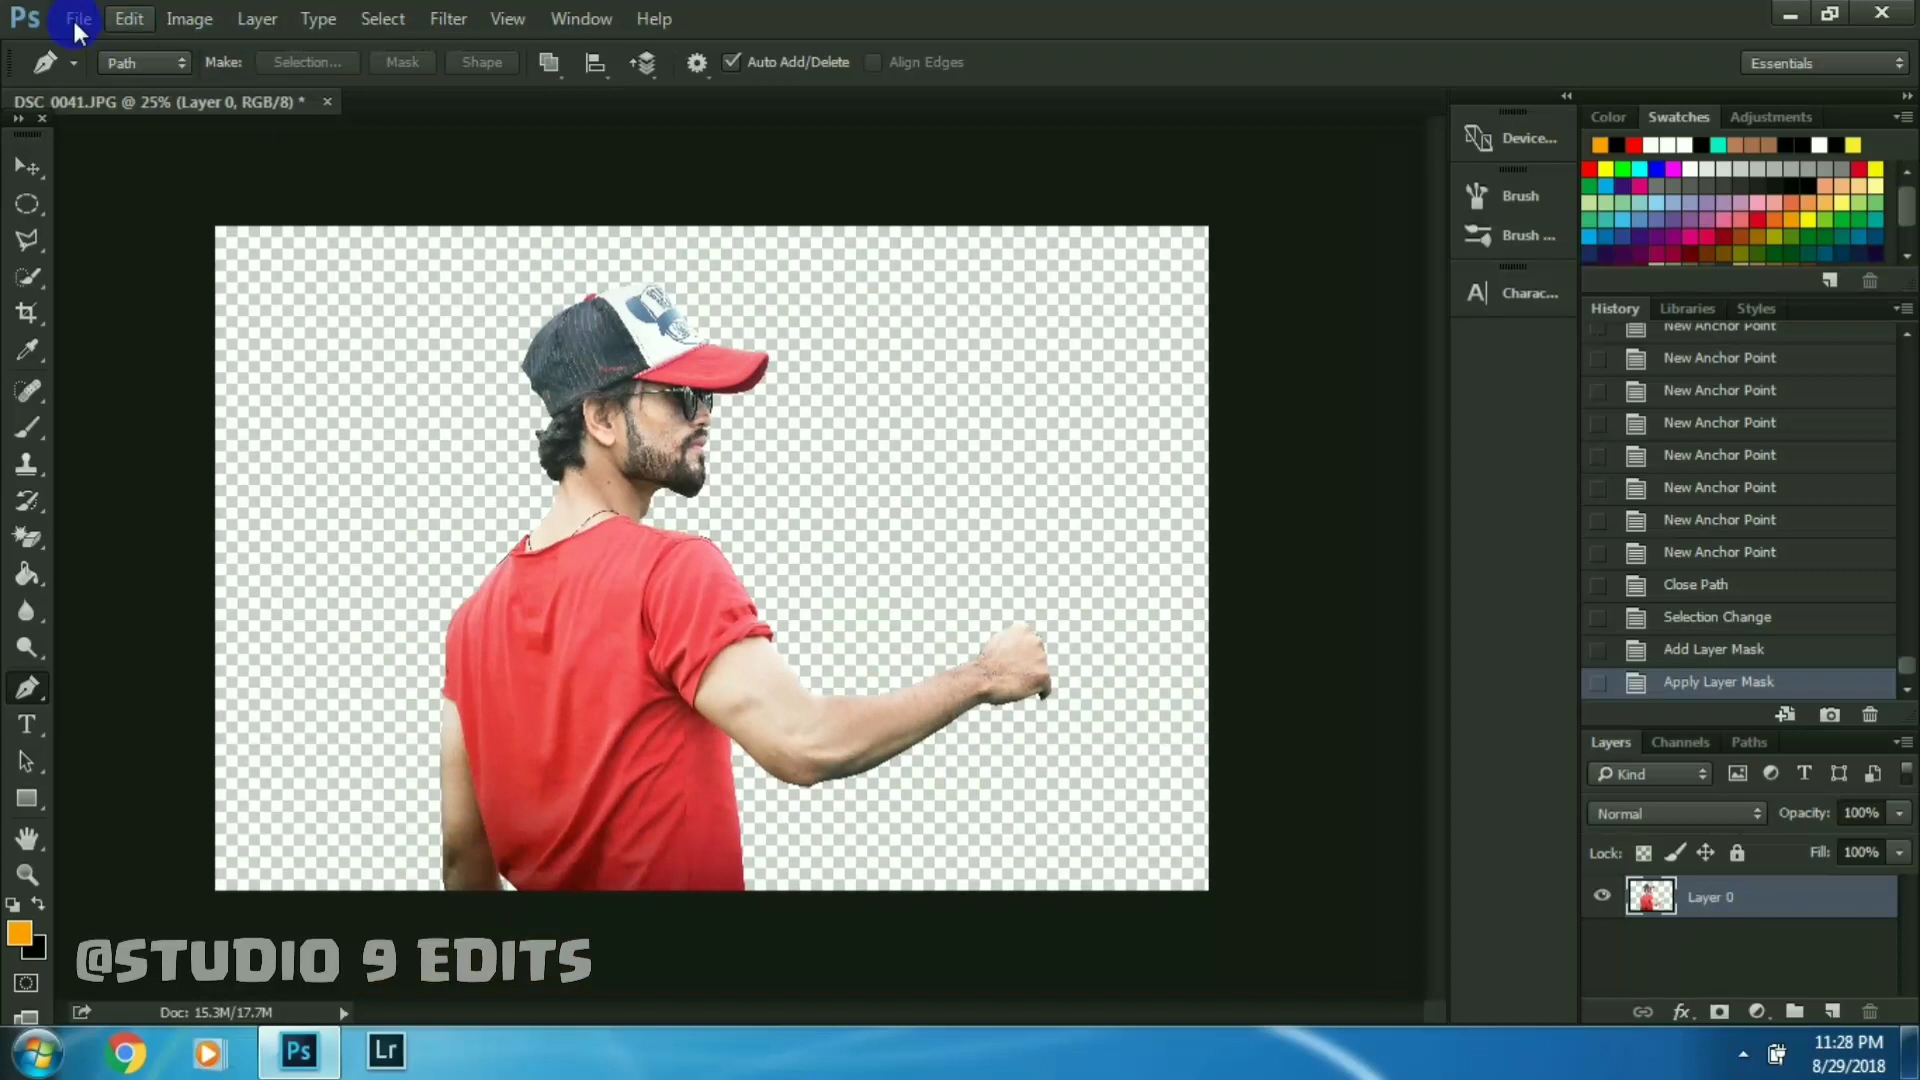 Ps File Edit Image Layer Type Select Filter View Window Help
Path Make: Selection... Mask Shape Auto Add/Delete Align Edges Essentials
DSC_0041.JPG @ 25% (Layer 0, RGB/8) *
Color Swatches Adjustments
Device...
Brush
Brush ...
Charac...
History Libraries Styles
New Anchor Point
New Anchor Point
New Anchor Point
New Anchor Point
New Anchor Point
New Anchor Point
New Anchor Point
New Anchor Point
Close Path
Selection Change
Add Layer Mask
Apply Layer Mask
Layers Channels Paths
Kind
Normal Opacity: 100%
Lock: Fill: 100%
Layer 0
@STUDIO 9 EDITS
Doc: 15.3M/17.7M
Ps Lr
11:28 PM
8/29/2018